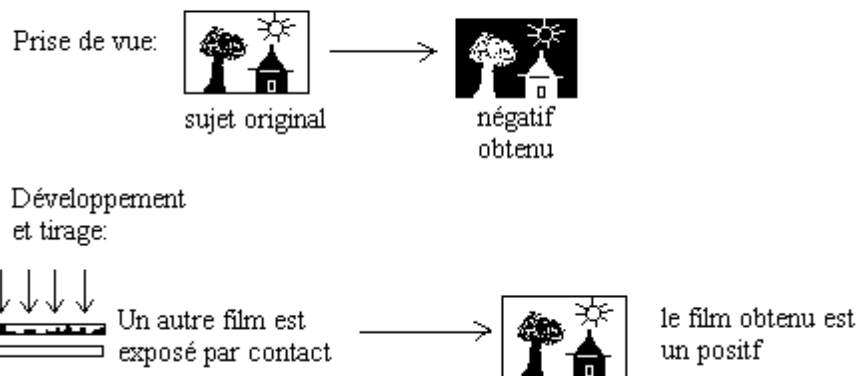 Prise de vue:
sujet original
négatif
obtenu
Développement
et tirage:
Un autre film est
exposé par contact
le film obtenu est
un positf